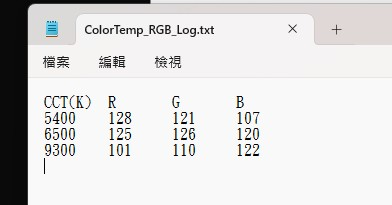 ColorTemp_RGB_Log.txt
檔案 編輯 檢視
CCT(K) R G B
5400 128 121 107
6500 125 126 120
9300 101 110 122